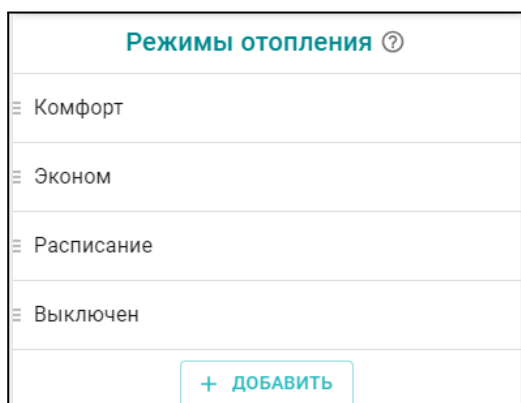 Режимы отопления
Комфорт
Эконом
Расписание
Выключен
+ ДОБАВИТЬ